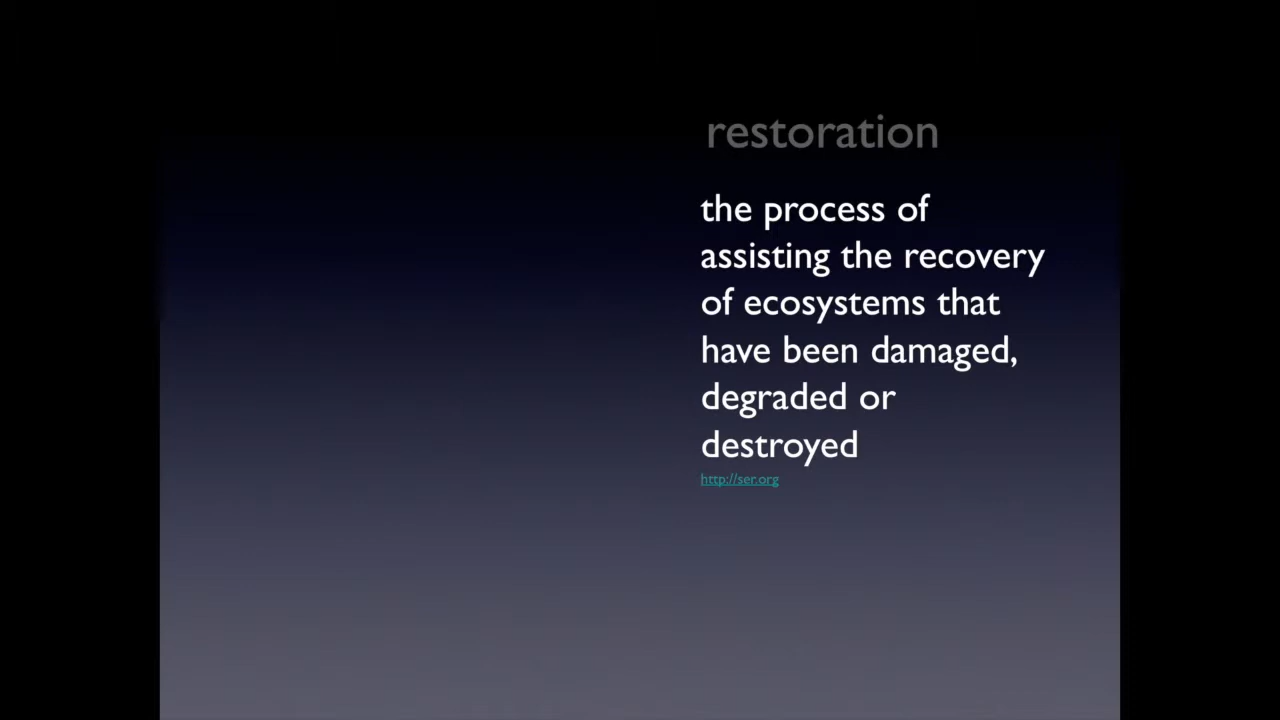 restoration
the process of
assisting the recovery
of ecosystems that
have been damaged,
degraded or
destroyed
http://ser.org